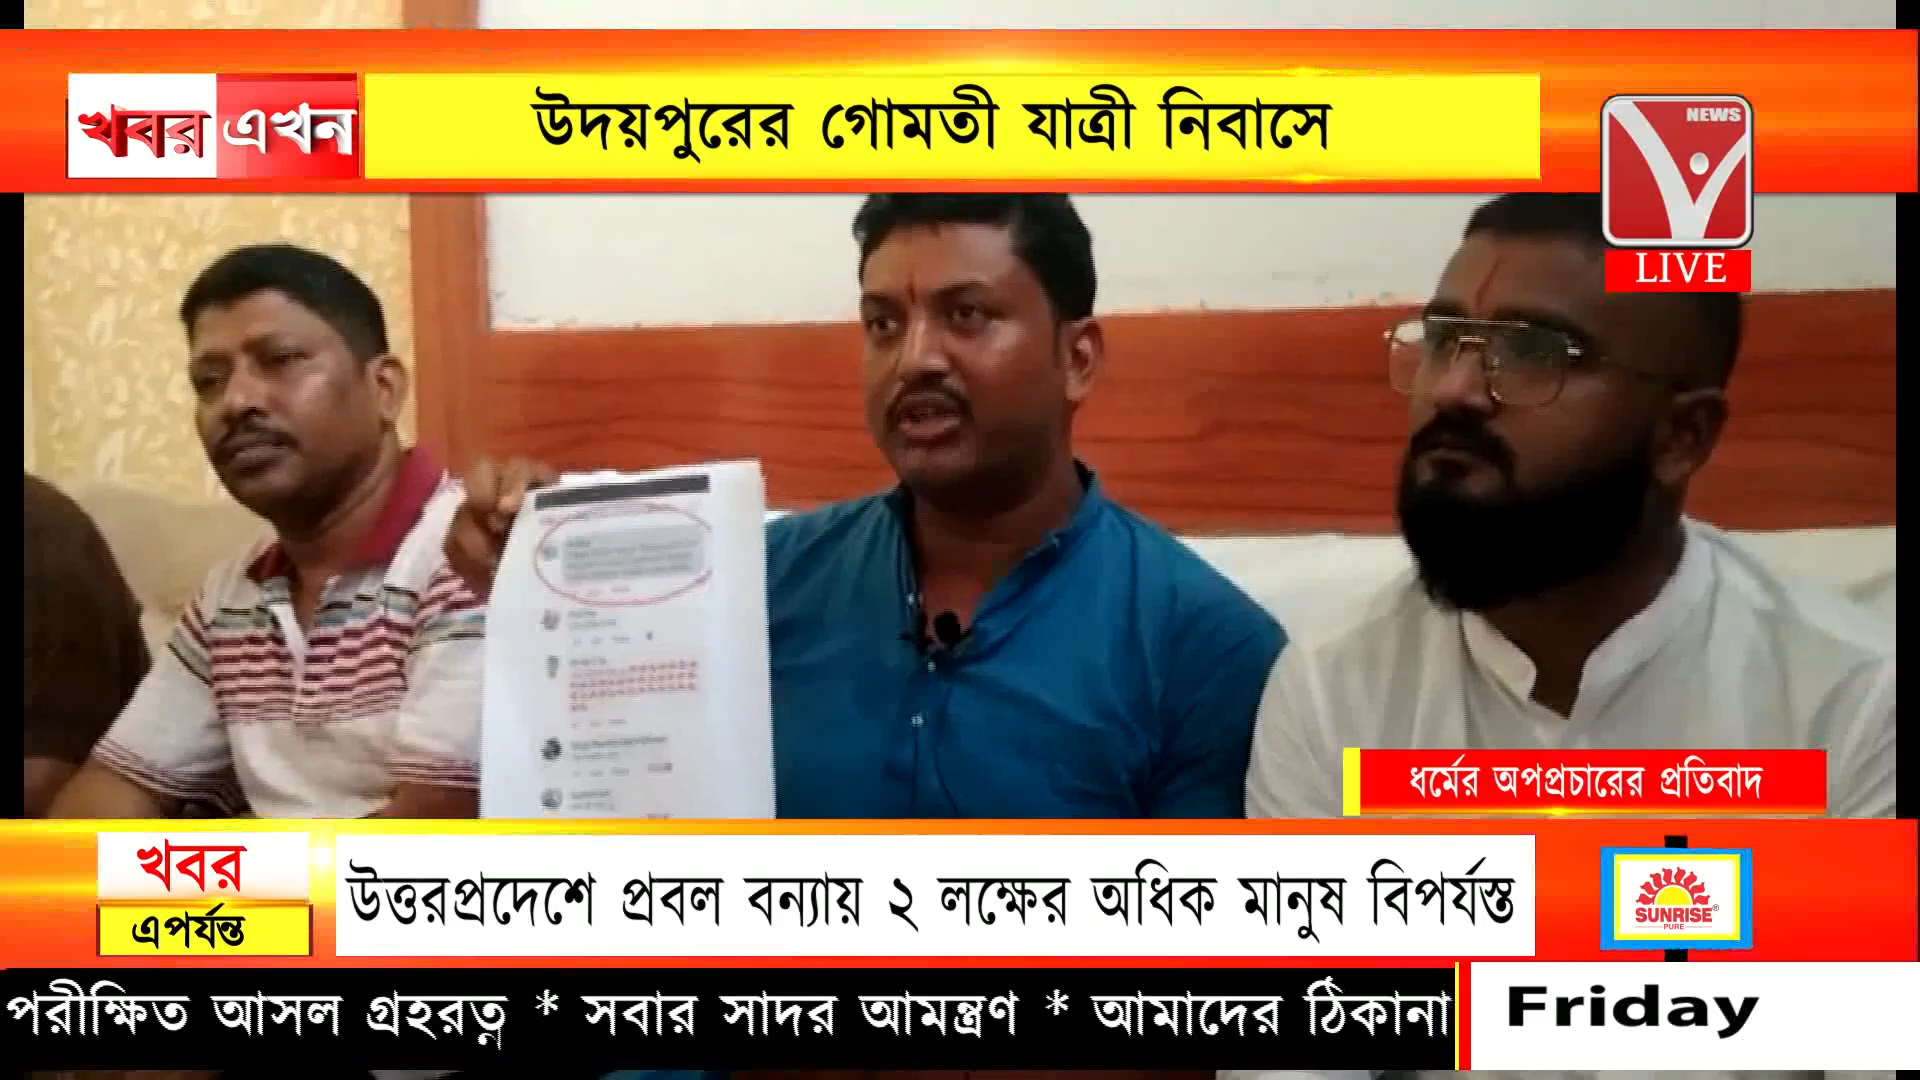 খবর এখন
উদয়পুরের গোমতী যাত্রী নিবাসে
NEWS
LIVE
ধর্মের অপপ্রচারের প্রতিবাদ
খবর
এপর্যন্ত
উত্তরপ্রদেশে প্রবল বন্যায় ২ লক্ষের অধিক মানুষ বিপর্যস্ত
SUNRISE®
PURE
পরীক্ষিত আসল গ্রহরত্ন * সবার সাদর আমন্ত্রণ * আমাদের ঠিকানা
Friday